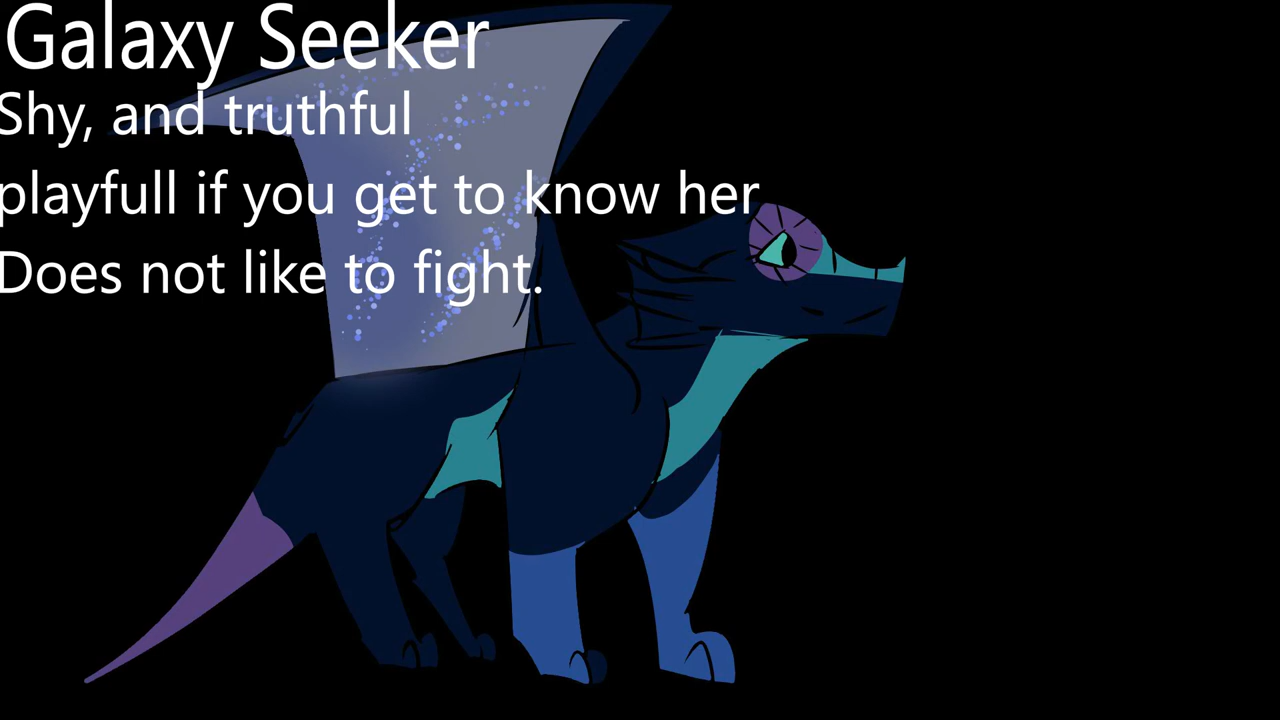 Galaxy Seeker
Shy, and truthful
playfull if you get to know her
Does not like to fight.